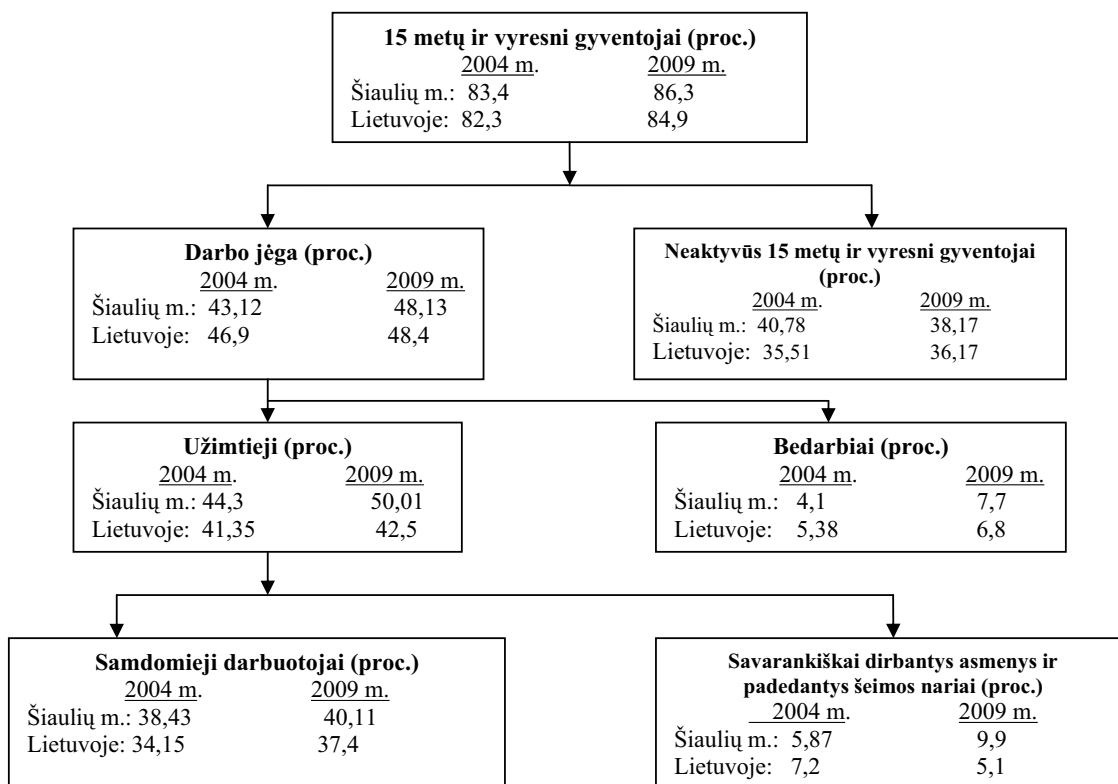 15 metų ir vyresni gyventojai (proc.)
2004 m. 2009 m.
Šiaulių m.: 83,4 86,3
Lietuvoje: 82,3 84,9
Darbo jėga (proc.)
2004 m. 2009 m.
Šiaulių m.: 43,12 48,13
Lietuvoje: 46,9 48,4
Neaktyvūs 15 metų ir vyresni gyventojai
(proc.)
2004 m. 2009 m.
Šiaulių m.: 40,78 38,17
Lietuvoje: 35,51 36,17
Užimtieji (proc.)
2004 m. 2009 m.
Šiaulių m.: 44,3 50,01
Lietuvoje: 41,35 42,5
Bedarbiai (proc.)
2004 m. 2009 m.
Šiaulių m.: 4,1 7,7
Lietuvoje: 5,38 6,8
Samdomieji darbuotojai (proc.)
2004 m. 2009 m.
Šiaulių m.: 38,43 40,11
Lietuvoje: 34,15 37,4
Savarankiškai dirbantys asmenys ir
padedantys šeimos nariai (proc.)
2004 m. 2009 m.
Šiaulių m.: 5,87 9,9
Lietuvoje: 7,2 5,1